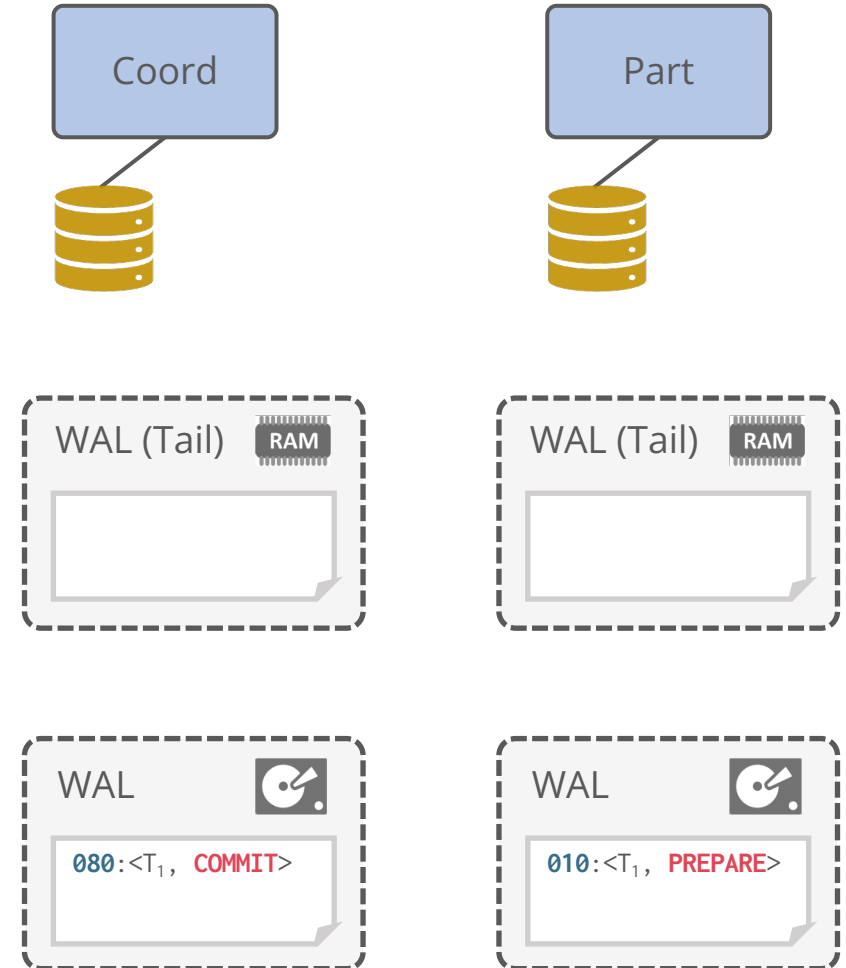 Coord
Part
WAL (Tail) RAM
WAL (Tail) RAM
WAL
WAL
080:<T₁, COMMIT>
010:<T₁, PREPARE>